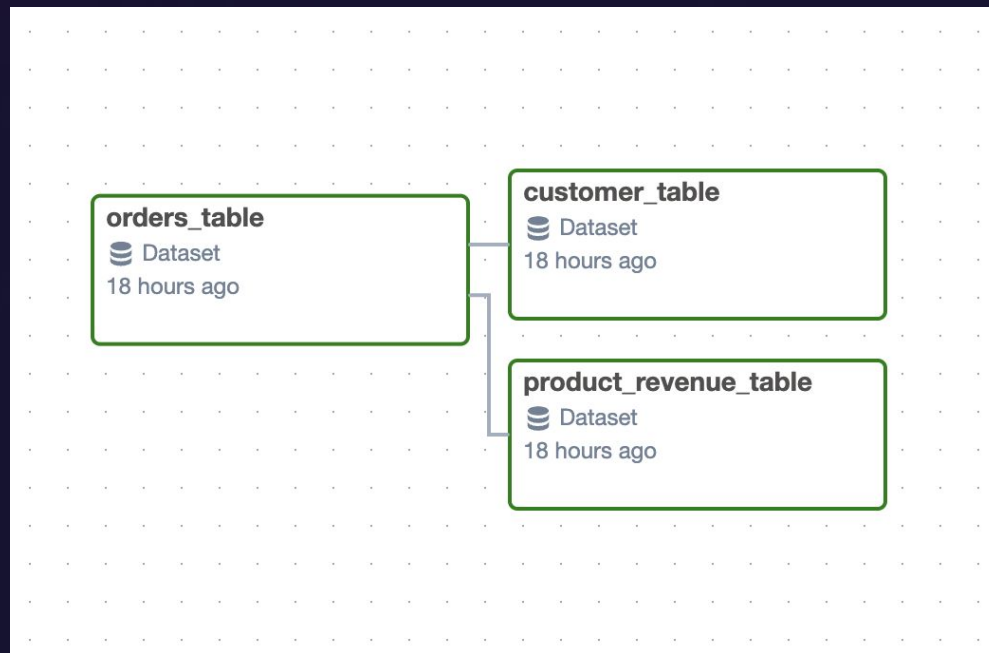 orders_table
Dataset
18 hours ago
customer_table
Dataset
18 hours ago
product_revenue_table
Dataset
18 hours ago